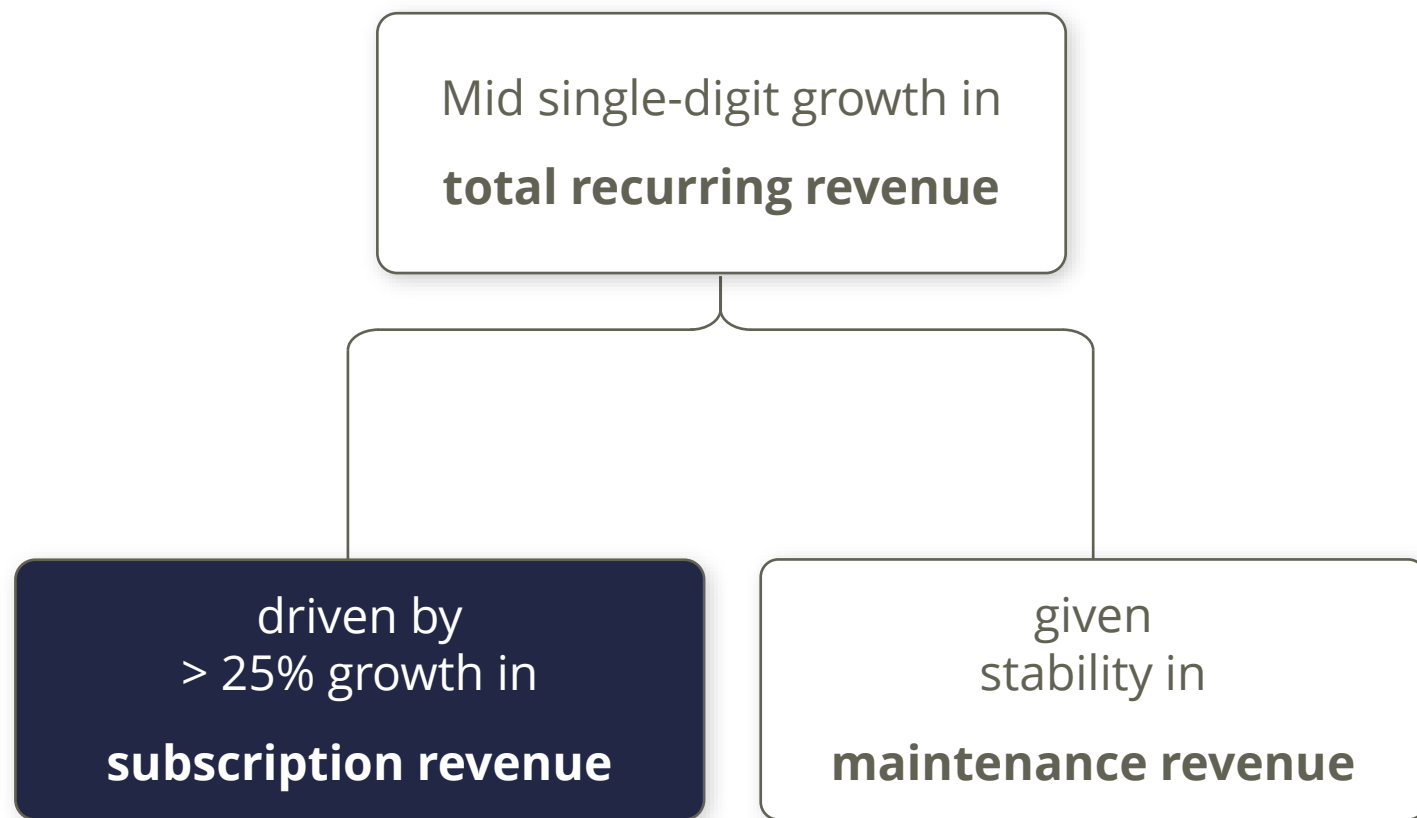 Mid single-digit growth in
total recurring revenue
driven by
> 25% growth in
subscription revenue
given
stability in
maintenance revenue